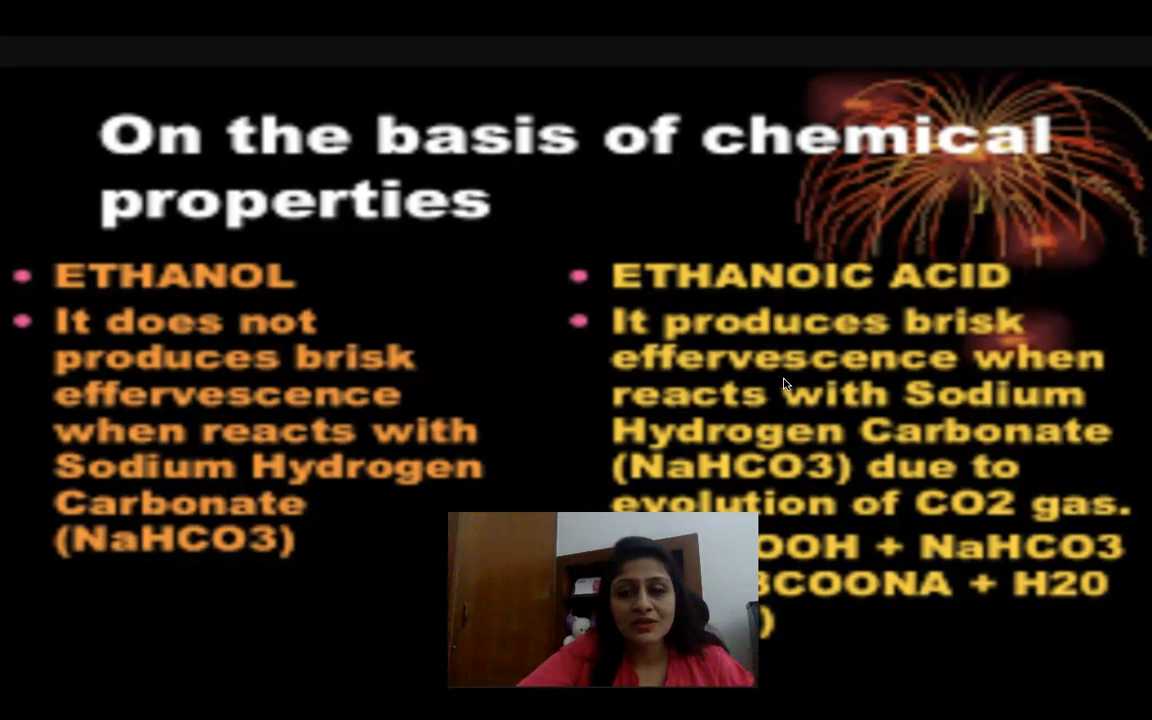 On the basis of chemical
properties
• ETHANOL
• It does not
produces brisk
effervescence
when reacts with
Sodium Hydrogen
Carbonate
(NaHCO3)
• ETHANOIC ACID
• It produces brisk
effervescence when
reacts with Sodium
Hydrogen Carbonate
(NaHCO3) due to
evolution of CO2 gas.
OOH + NaHCO3
COONA + H20
)